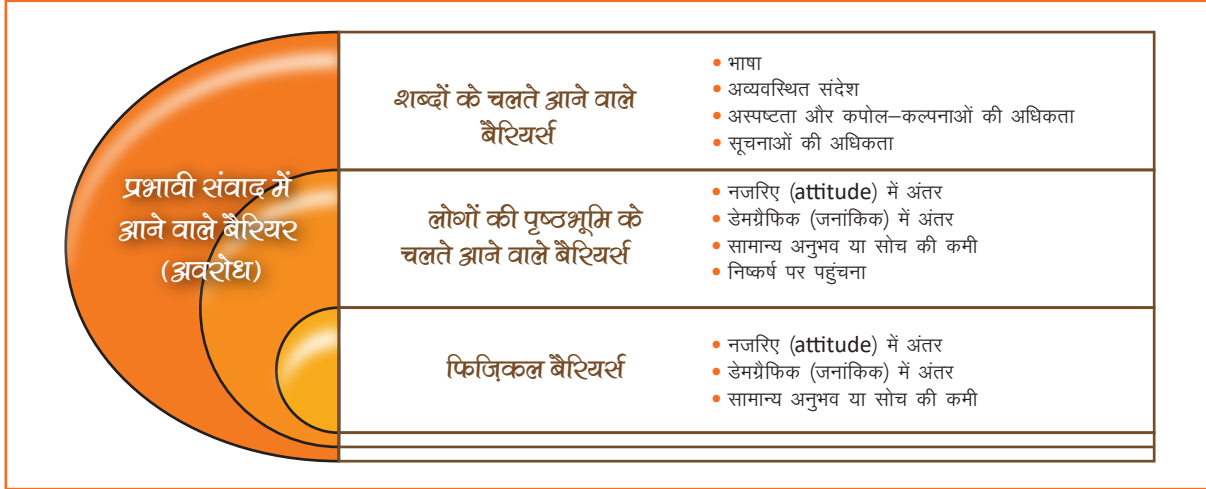 प्रभावी संवाद में
आने वाले बैरियर
(अवरोध)
शब्दों के चलते आने वाले
बैरियर्स
• भाषा
• अव्यवस्थित संदेश
• अस्पष्टता और कपोल–कल्पनाओं की अधिकता
• सूचनाओं की अधिकता
लोगों की पृष्ठभूमि के
चलते आने वाले बैरियर्स
• नजरिए (attitude) में अंतर
• डेमग्रैफिक (जनांकिक) में अंतर
• सामान्य अनुभव या सोच की कमी
• निष्कर्ष पर पहुंचना
फिज़िकल बैरियर्स
• नजरिए (attitude) में अंतर
• डेमग्रैफिक (जनांकिक) में अंतर
• सामान्य अनुभव या सोच की कमी